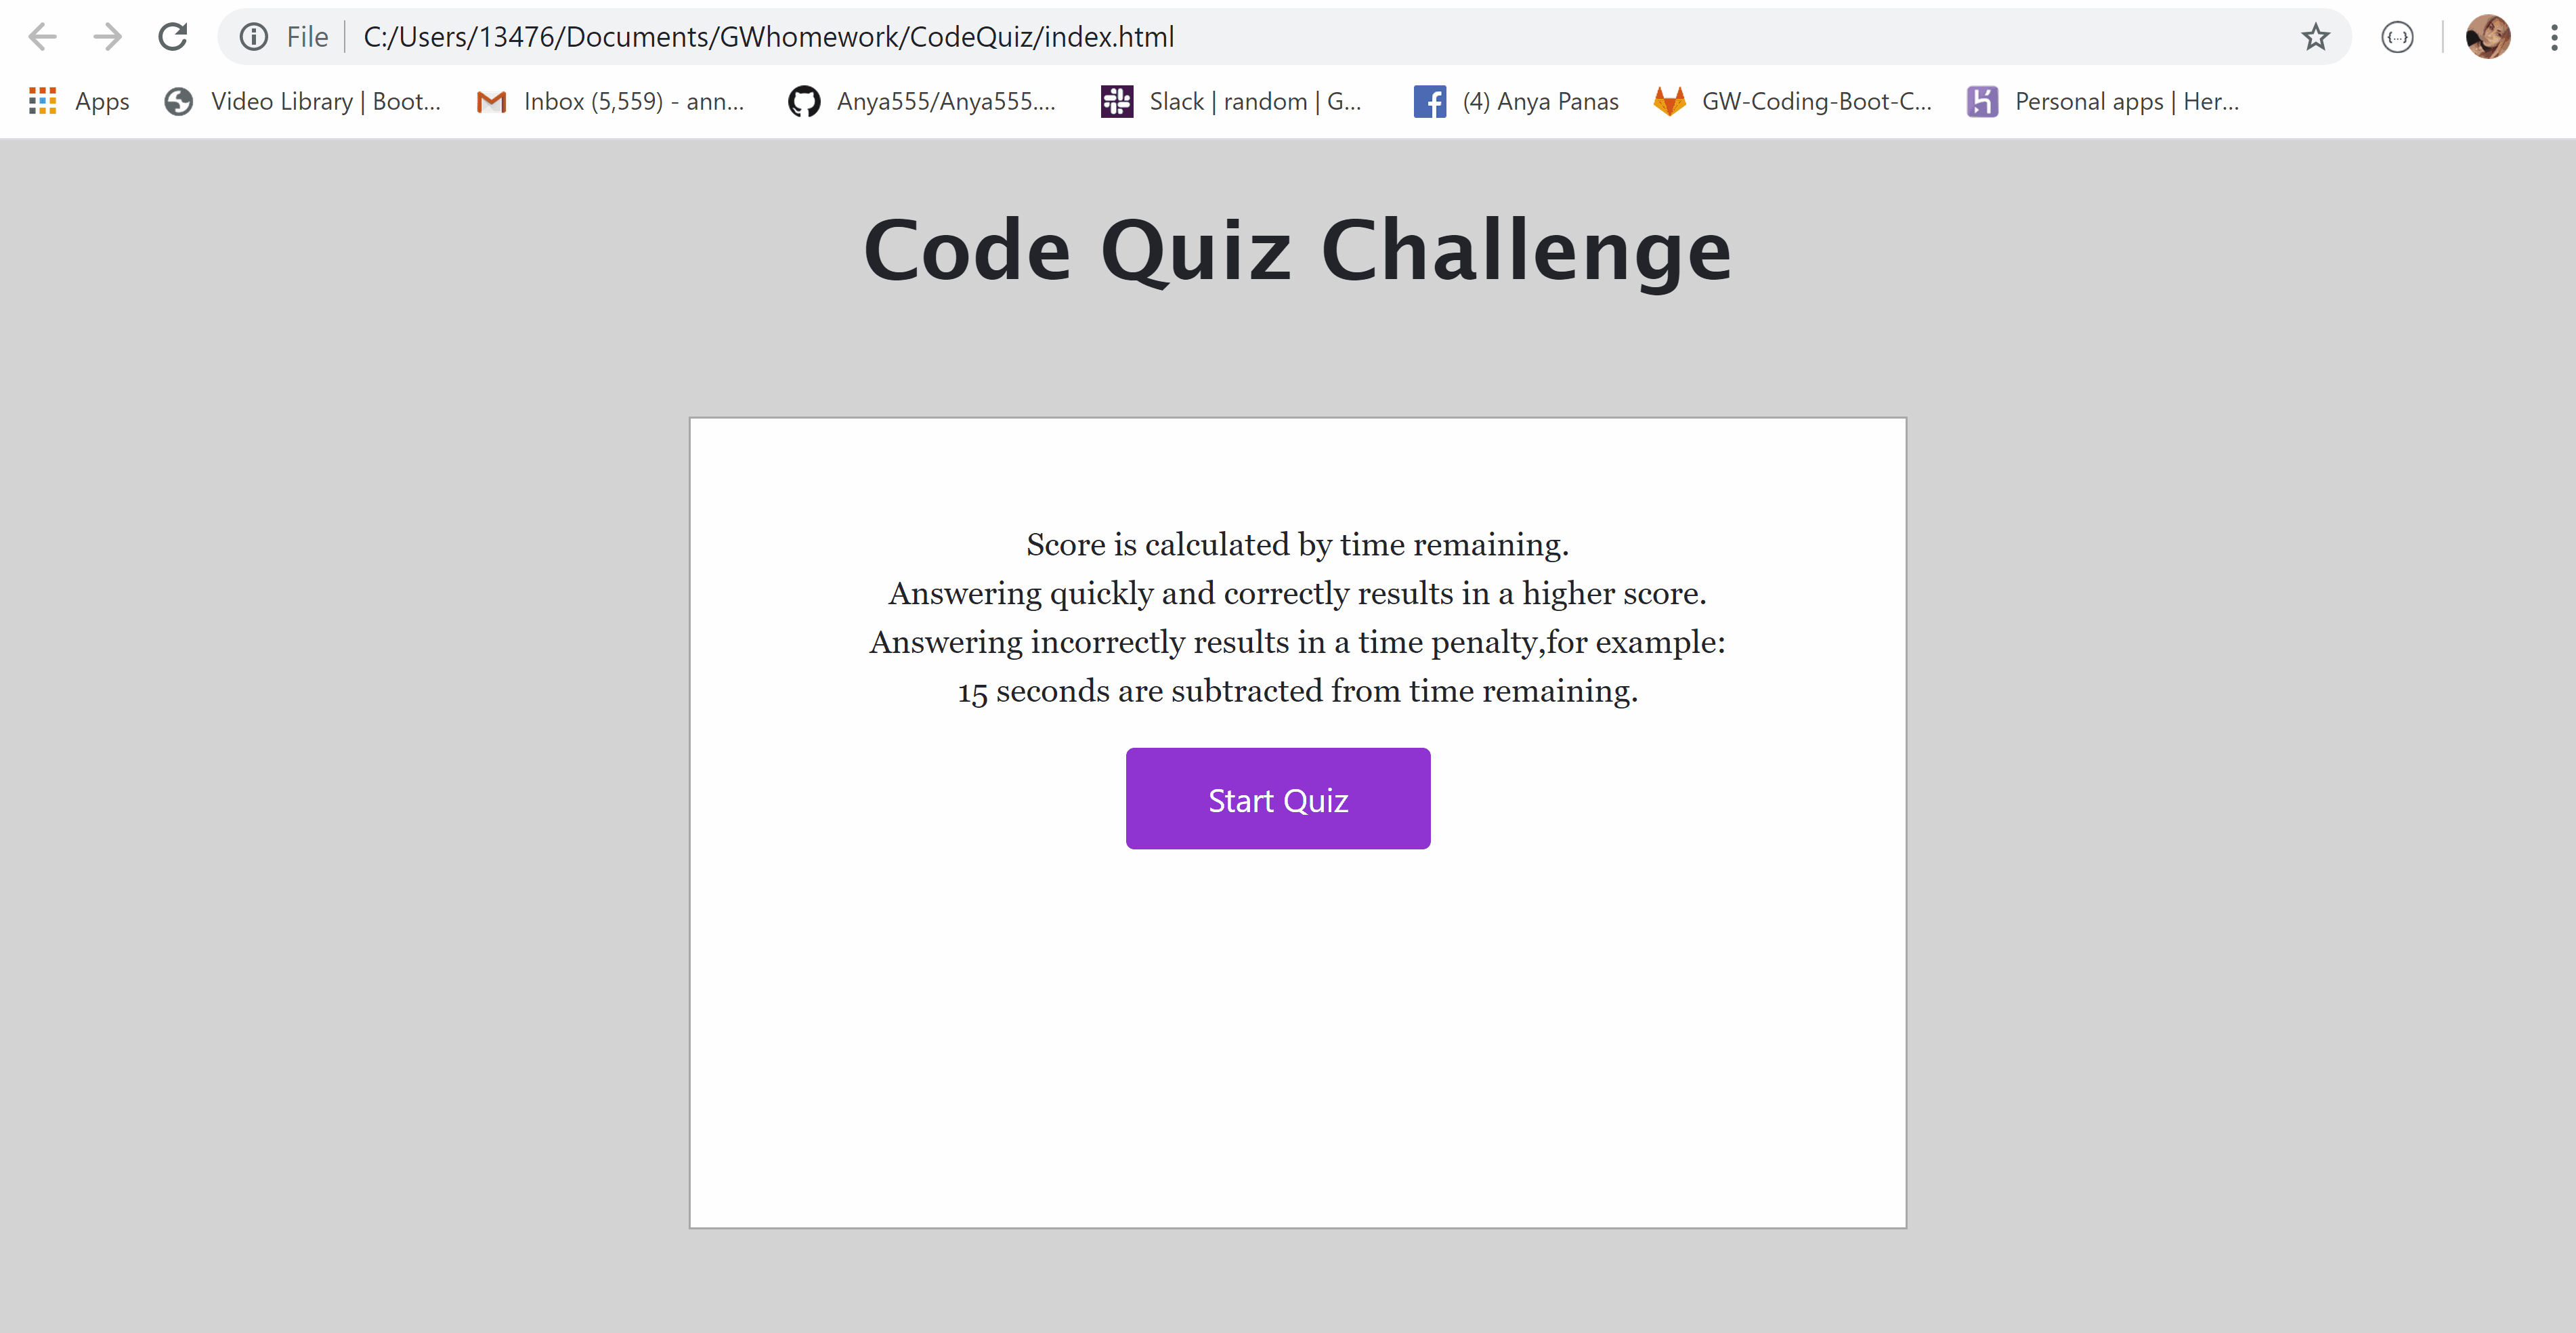 File C:/Users/13476/Documents/GWhomework/CodeQuiz/index.html {...}
Apps Video Library | Boot... Inbox (5,559) - ann... Anya555/Anya555.... Slack | random | G... (4) Anya Panas GW-Coding-Boot-C... Personal apps | Her...
Code Quiz Challenge
Score is calculated by time remaining.
Answering quickly and correctly results in a higher score.
Answering incorrectly results in a time penalty,for example:
15 seconds are subtracted from time remaining.
Start Quiz